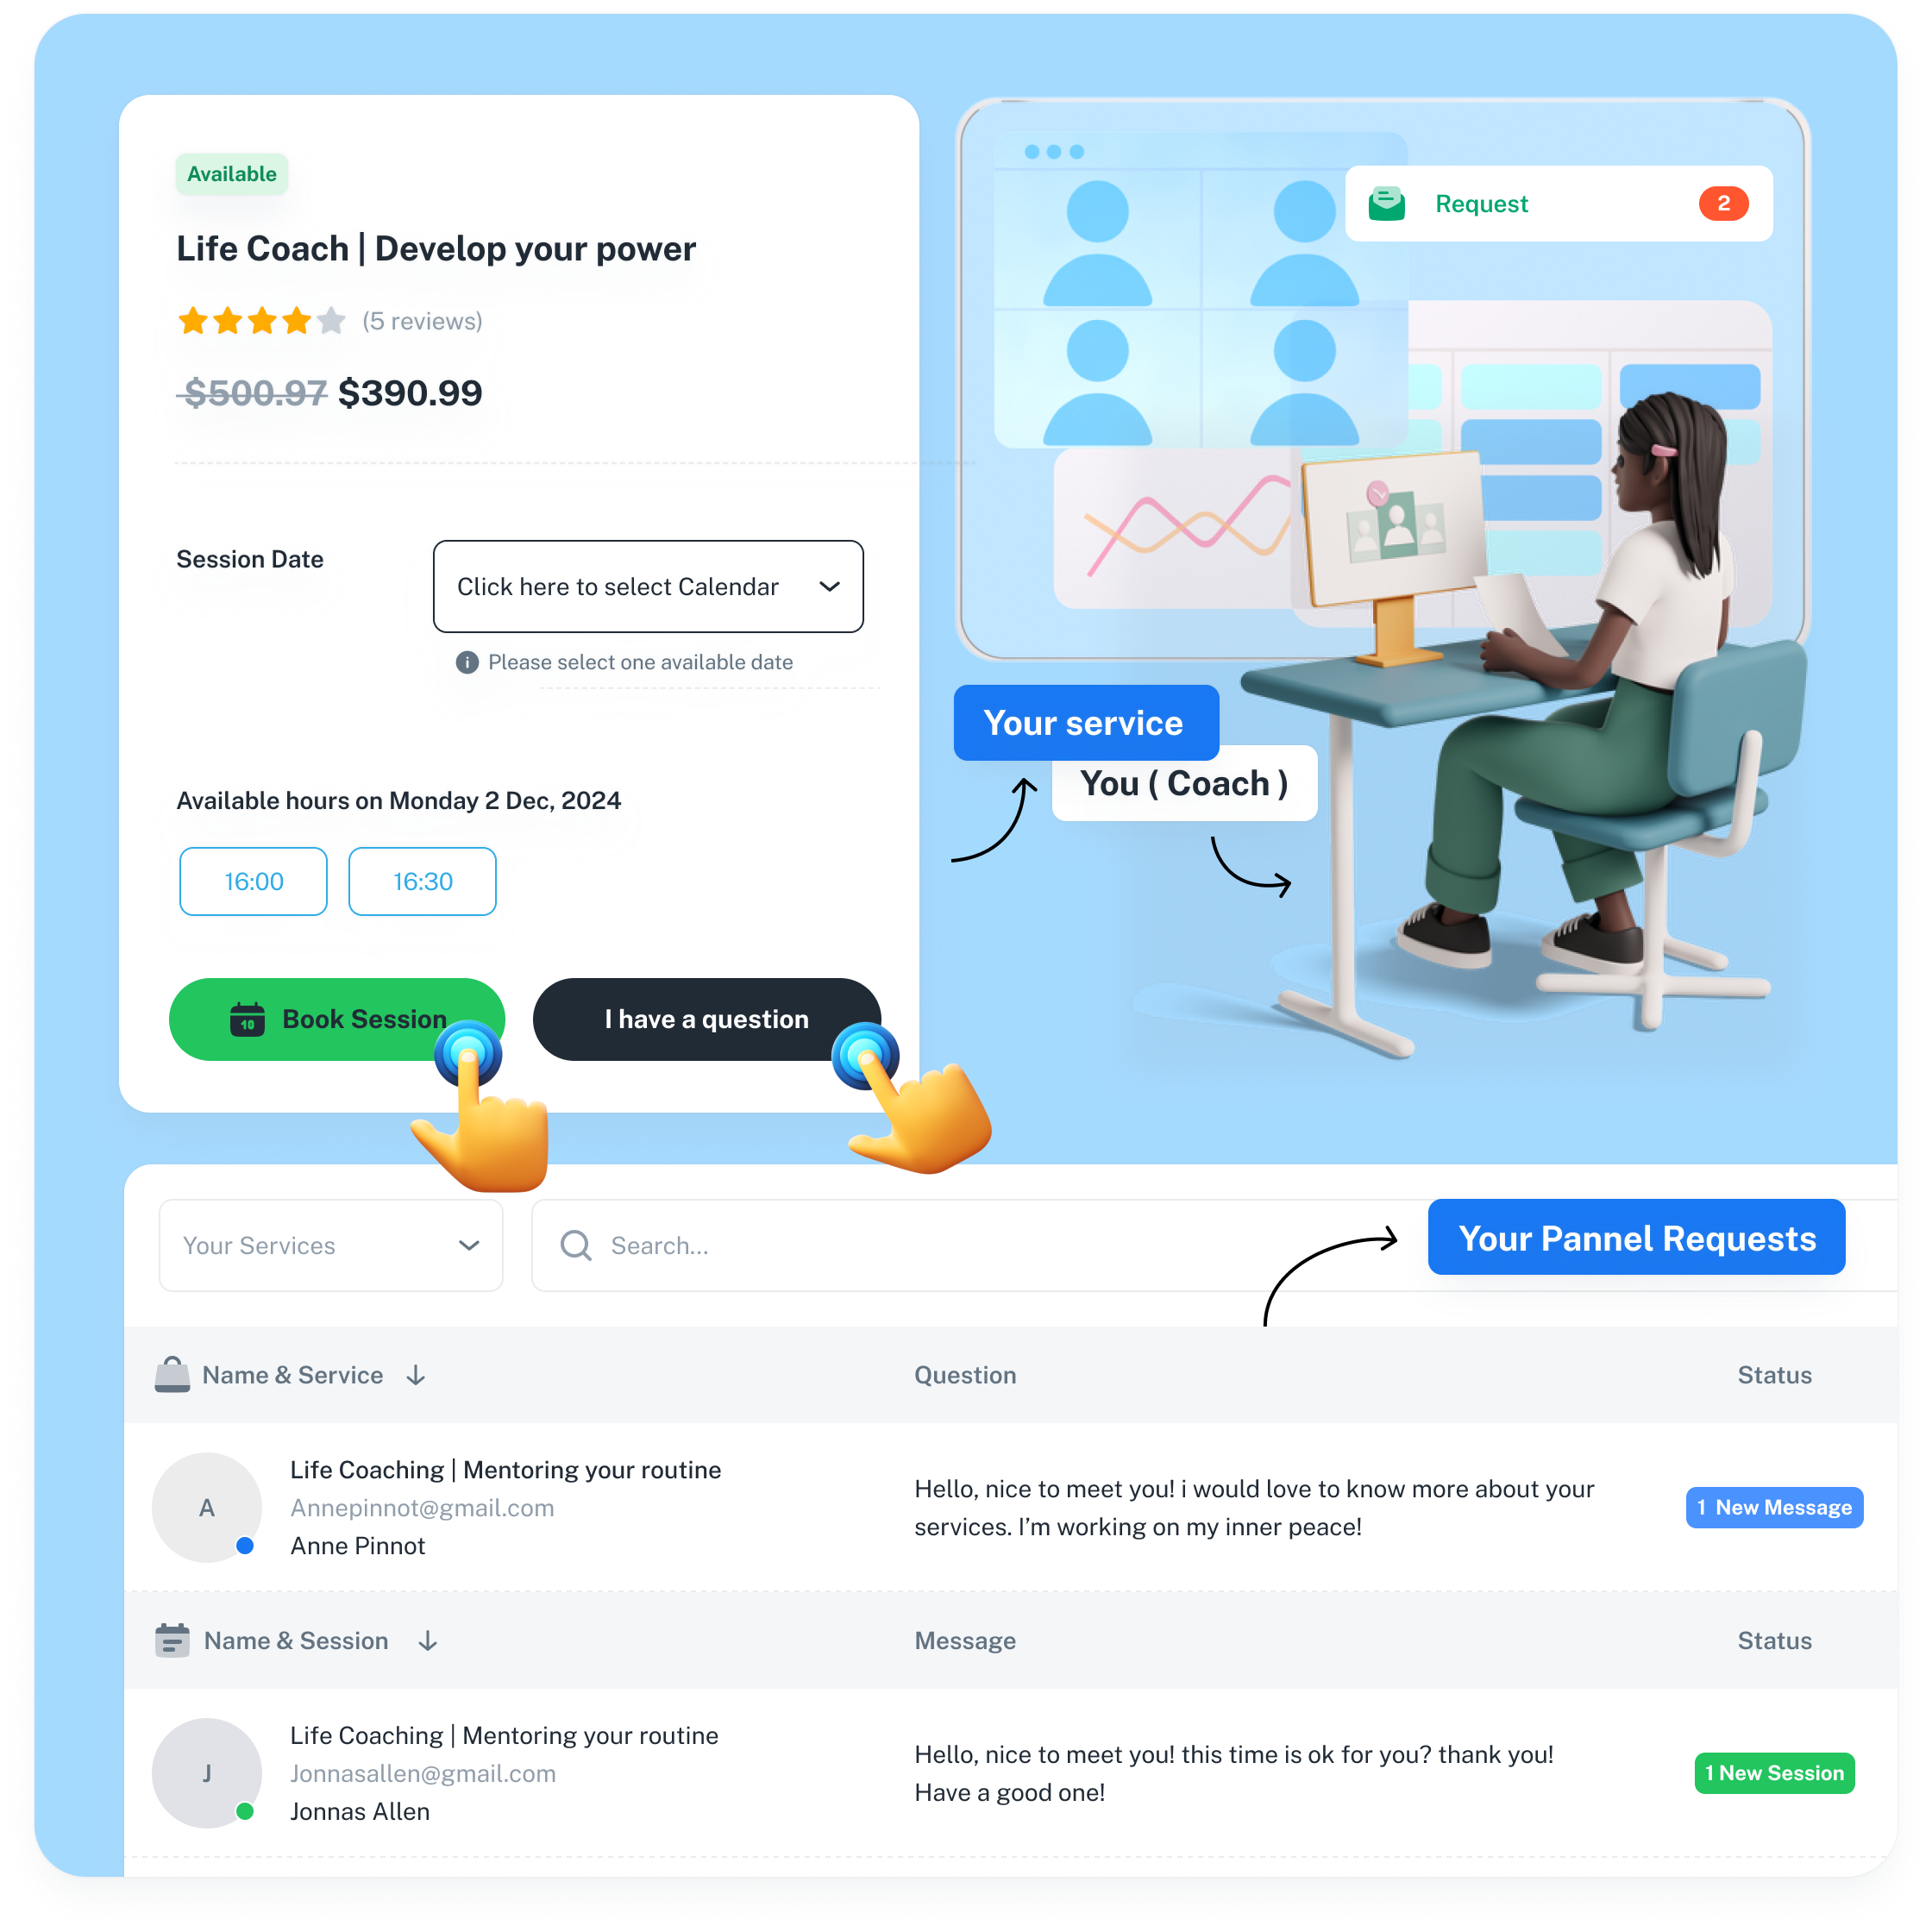 Available
Life Coach | Develop your power
(5 reviews)
$500.97 $390.99
Session Date
Click here to select Calendar
Please select one available date
Available hours on Monday 2 Dec, 2024
16:00
16:30
10
Book Session
I have a question
Request
2
Your service
You ( Coach )
Your Services
Search...
Your Pannel Requests
Name & Service
Question
Status
A
Life Coaching | Mentoring your routine
Annepinnot@gmail.com
Anne Pinnot
Hello, nice to meet you! i would love to know more about your
services. I’m working on my inner peace!
1 New Message
Name & Session
Message
Status
J
Life Coaching | Mentoring your routine
Jonnasallen@gmail.com
Jonnas Allen
Hello, nice to meet you! this time is ok for you? thank you!
Have a good one!
1 New Session